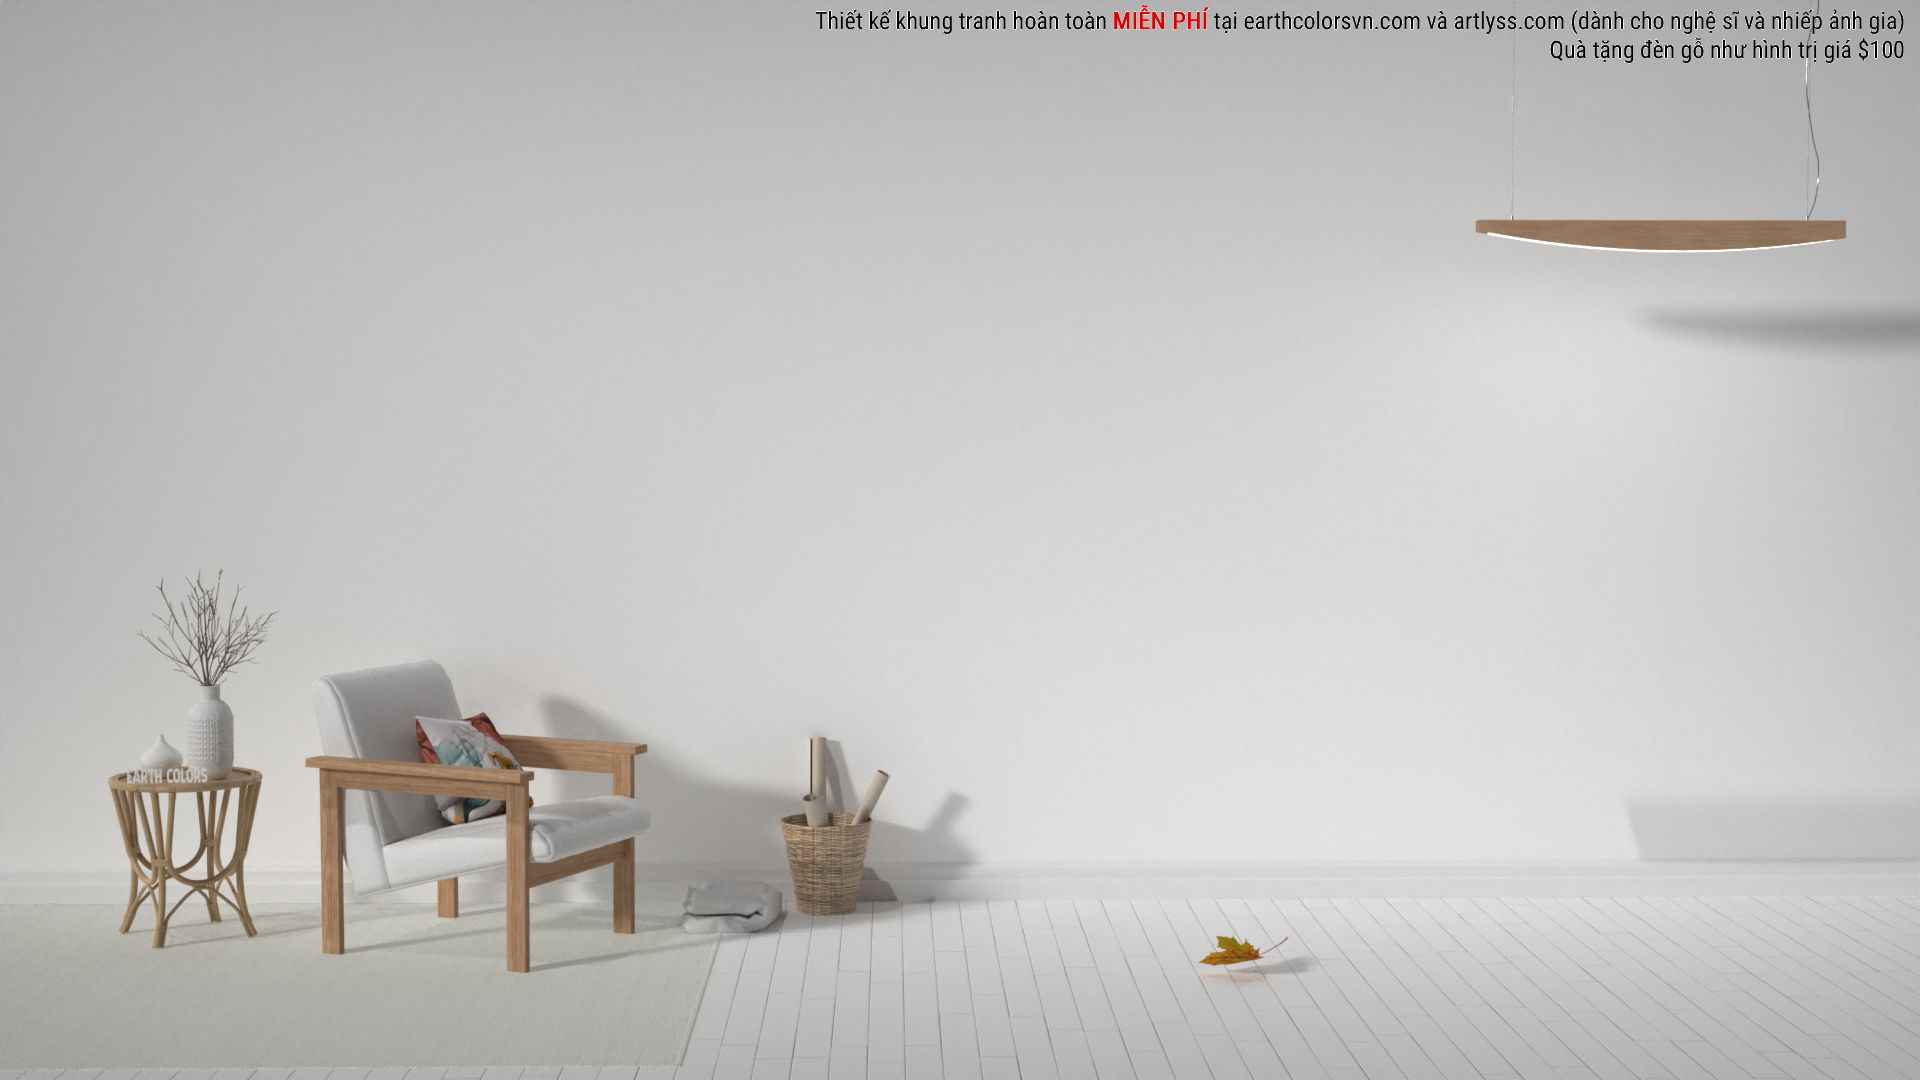 Thiết kế khung tranh hoàn toàn MIỄN PHÍ tại earthcolorsvn.com và artlyss.com (dành cho nghệ sĩ và nhiếp ảnh gia)
Quà tặng đèn gỗ như hình trị giá $100
EARTH COLORS